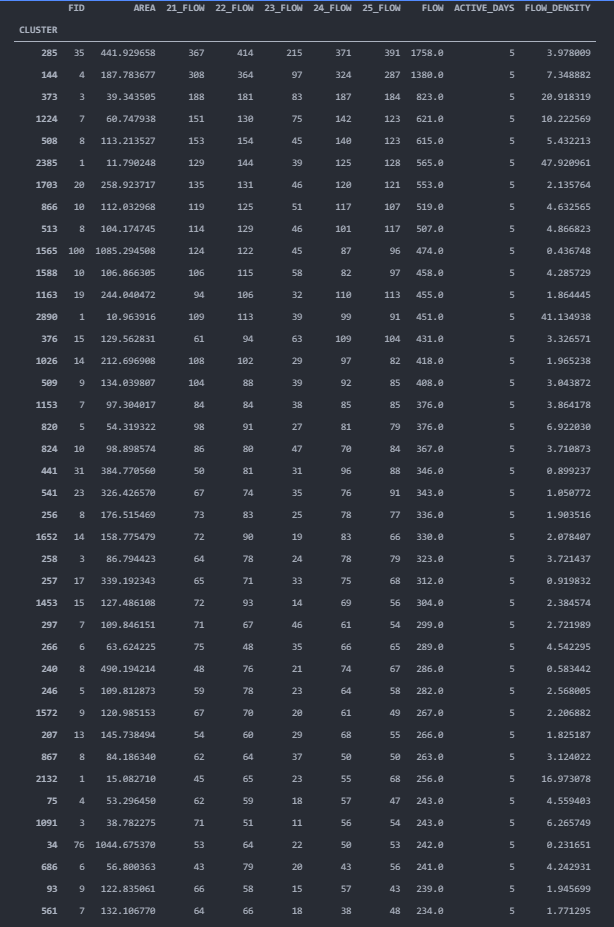 FID AREA 21_FLOW 22_FLOW 23_FLOW 24_FLOW 25_FLOW FLOW ACTIVE_DAYS FLOW_DENSITY
CLUSTER
285 35 441.929658 367 414 215 371 391 1758.0 5 3.978009
144 4 187.783677 308 364 97 324 287 1380.0 5 7.348882
373 3 39.343505 188 181 83 187 184 823.0 5 20.918319
1224 7 60.747938 151 130 75 142 123 621.0 5 10.222569
508 8 113.213527 153 154 45 140 123 615.0 5 5.432213
2385 1 11.790248 129 144 39 125 128 565.0 5 47.920961
1703 20 258.923717 135 131 46 120 121 553.0 5 2.135764
866 10 112.032968 119 125 51 117 107 519.0 5 4.632565
513 8 104.174745 114 129 46 101 117 507.0 5 4.866823
1565 100 1085.294508 124 122 45 87 96 474.0 5 0.436748
1588 10 106.866305 106 115 58 82 97 458.0 5 4.285729
1163 19 244.040472 94 106 32 110 113 455.0 5 1.864445
2890 1 10.963916 109 113 39 99 91 451.0 5 41.134938
376 15 129.562831 61 94 63 109 104 431.0 5 3.326571
1026 14 212.696908 108 102 29 97 82 418.0 5 1.965238
509 9 134.039807 104 88 39 92 85 408.0 5 3.043872
1153 7 97.304017 84 84 38 85 85 376.0 5 3.864178
820 5 54.319322 98 91 27 81 79 376.0 5 6.922030
824 10 98.898574 86 80 47 70 84 367.0 5 3.710873
441 31 384.770560 50 81 31 96 88 346.0 5 0.899237
541 23 326.426570 67 74 35 76 91 343.0 5 1.050772
256 8 176.515469 73 83 25 78 77 336.0 5 1.903516
1652 14 158.775479 72 90 19 83 66 330.0 5 2.078407
258 3 86.794423 64 78 24 78 79 323.0 5 3.721437
257 17 339.192343 65 71 33 75 68 312.0 5 0.919832
1453 15 127.486108 72 93 14 69 56 304.0 5 2.384574
297 7 109.846151 71 67 46 61 54 299.0 5 2.721989
266 6 63.624225 75 48 35 66 65 289.0 5 4.542295
240 8 490.194214 48 76 21 74 67 286.0 5 0.583442
246 5 109.812873 59 78 23 64 58 282.0 5 2.568005
1572 9 120.985153 67 70 20 61 49 267.0 5 2.206882
207 13 145.738494 54 60 29 68 55 266.0 5 1.825187
867 8 84.186340 62 64 37 50 50 263.0 5 3.124022
2132 1 15.082710 45 65 23 55 68 256.0 5 16.973078
75 4 53.296450 62 59 18 57 47 243.0 5 4.559403
1091 3 38.782275 71 51 11 56 54 243.0 5 6.265749
34 76 1044.675370 53 64 22 50 53 242.0 5 0.231651
686 6 56.800363 43 79 20 43 56 241.0 5 4.242931
93 9 122.835061 66 58 15 57 43 239.0 5 1.945699
561 7 132.106770 64 66 18 38 48 234.0 5 1.771295